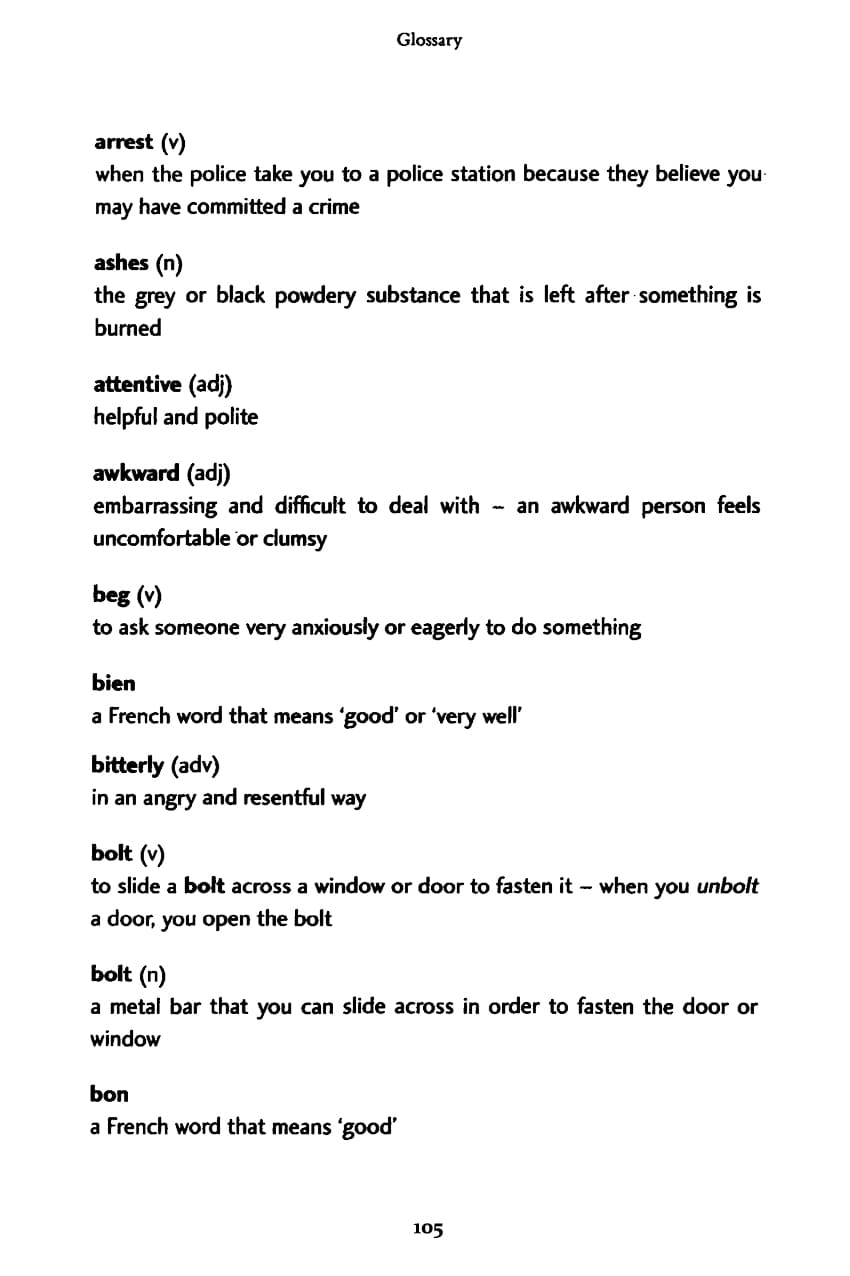 Glossary
arrest (v)
when the police take you to a police station because they believe you
may have committed a crime
ashes (n)
the grey or black powdery substance that is left after something is
burned
attentive (adj)
helpful and polite
awkward (adj)
embarrassing and difficult to deal with – an awkward person feels
uncomfortable or clumsy
beg (v)
to ask someone very anxiously or eagerly to do something
bien
a French word that means ‘good’ or ‘very well’
bitterly (adv)
in an angry and resentful way
bolt (v)
to slide a bolt across a window or door to fasten it – when you unbolt
a door, you open the bolt
bolt (n)
a metal bar that you can slide across in order to fasten the door or
window
bon
a French word that means ‘good’
105